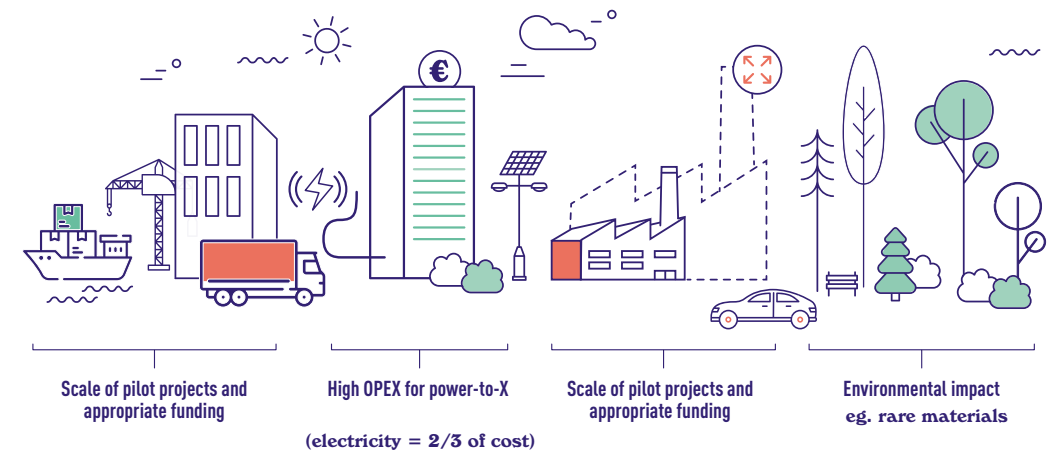 €
Scale of pilot projects and
appropriate funding
High OPEX for power-to-X
(electricity = 2/3 of cost)
Scale of pilot projects and
appropriate funding
Environmental impact
eg. rare materials